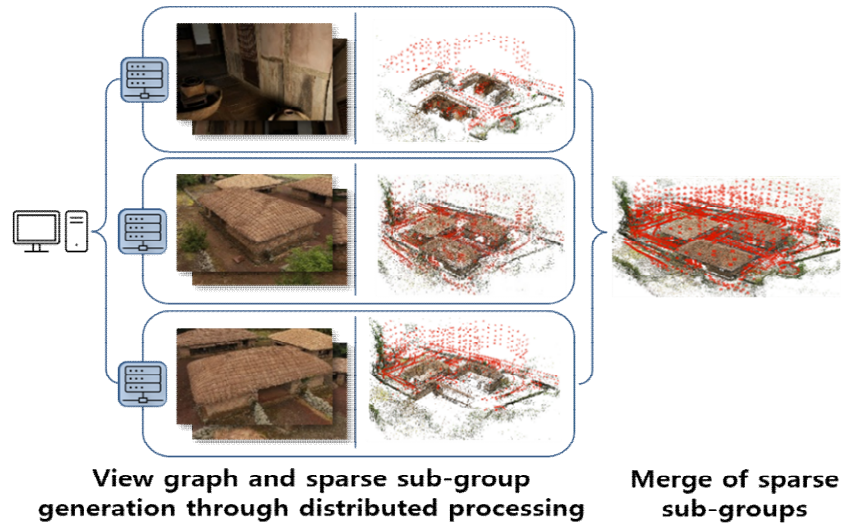 View graph and sparse sub-group
generation through distributed processing
Merge of sparse
sub-groups